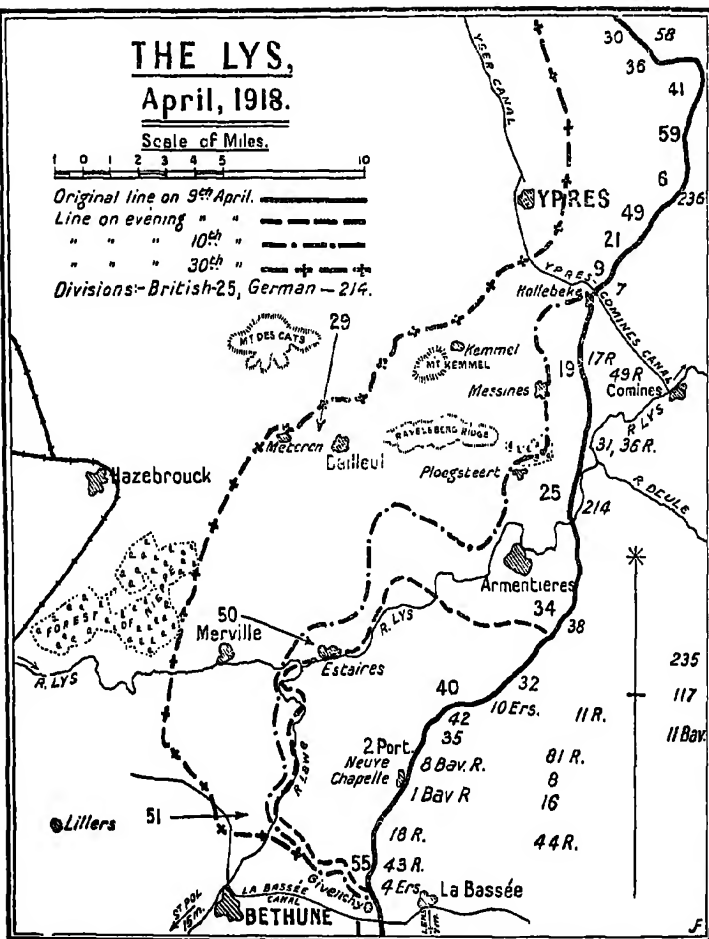 THE LYS,
April, 1918.
Scale of Miles.
1 0 1 2 3 4 5 10
Original line on 9th April.
Line on evening " "
" " " 10th "
" " " 30th "
Divisions:- British-25, German - 214.
30
58
36
41
59
6
236
49
21
9
7
YSER CANAL
YPRES
YPRES COMINES CANAL
Hollebeke
MT DES CATS
29
Kemmel
MT KEMMEL
19
17 R
49 R
Comines
Messines
R LYS
Meteren
Bailleul
RAVELSBERG RIDGE
31, 36 R.
Hazebrouck
Ploegsteert
25
214
R. DEULE
Armentières
FOREST OF NIEPPE
50
Merville
R. LYS
34
38
Estaires
R. LYS
235
40
32
117
42
10 Ers.
11 R.
11 Bav.
35
2 Port.
Neuve
Chapelle
8 Bav. R.
81 R.
8
1 Bav R
16
R LAWE
Lillers
51
18 R.
44 R.
55
43 R.
4 Ers.
Givenchy
La Bassée
LA BASSÉE
CANAL
ST POL
BETHUNE